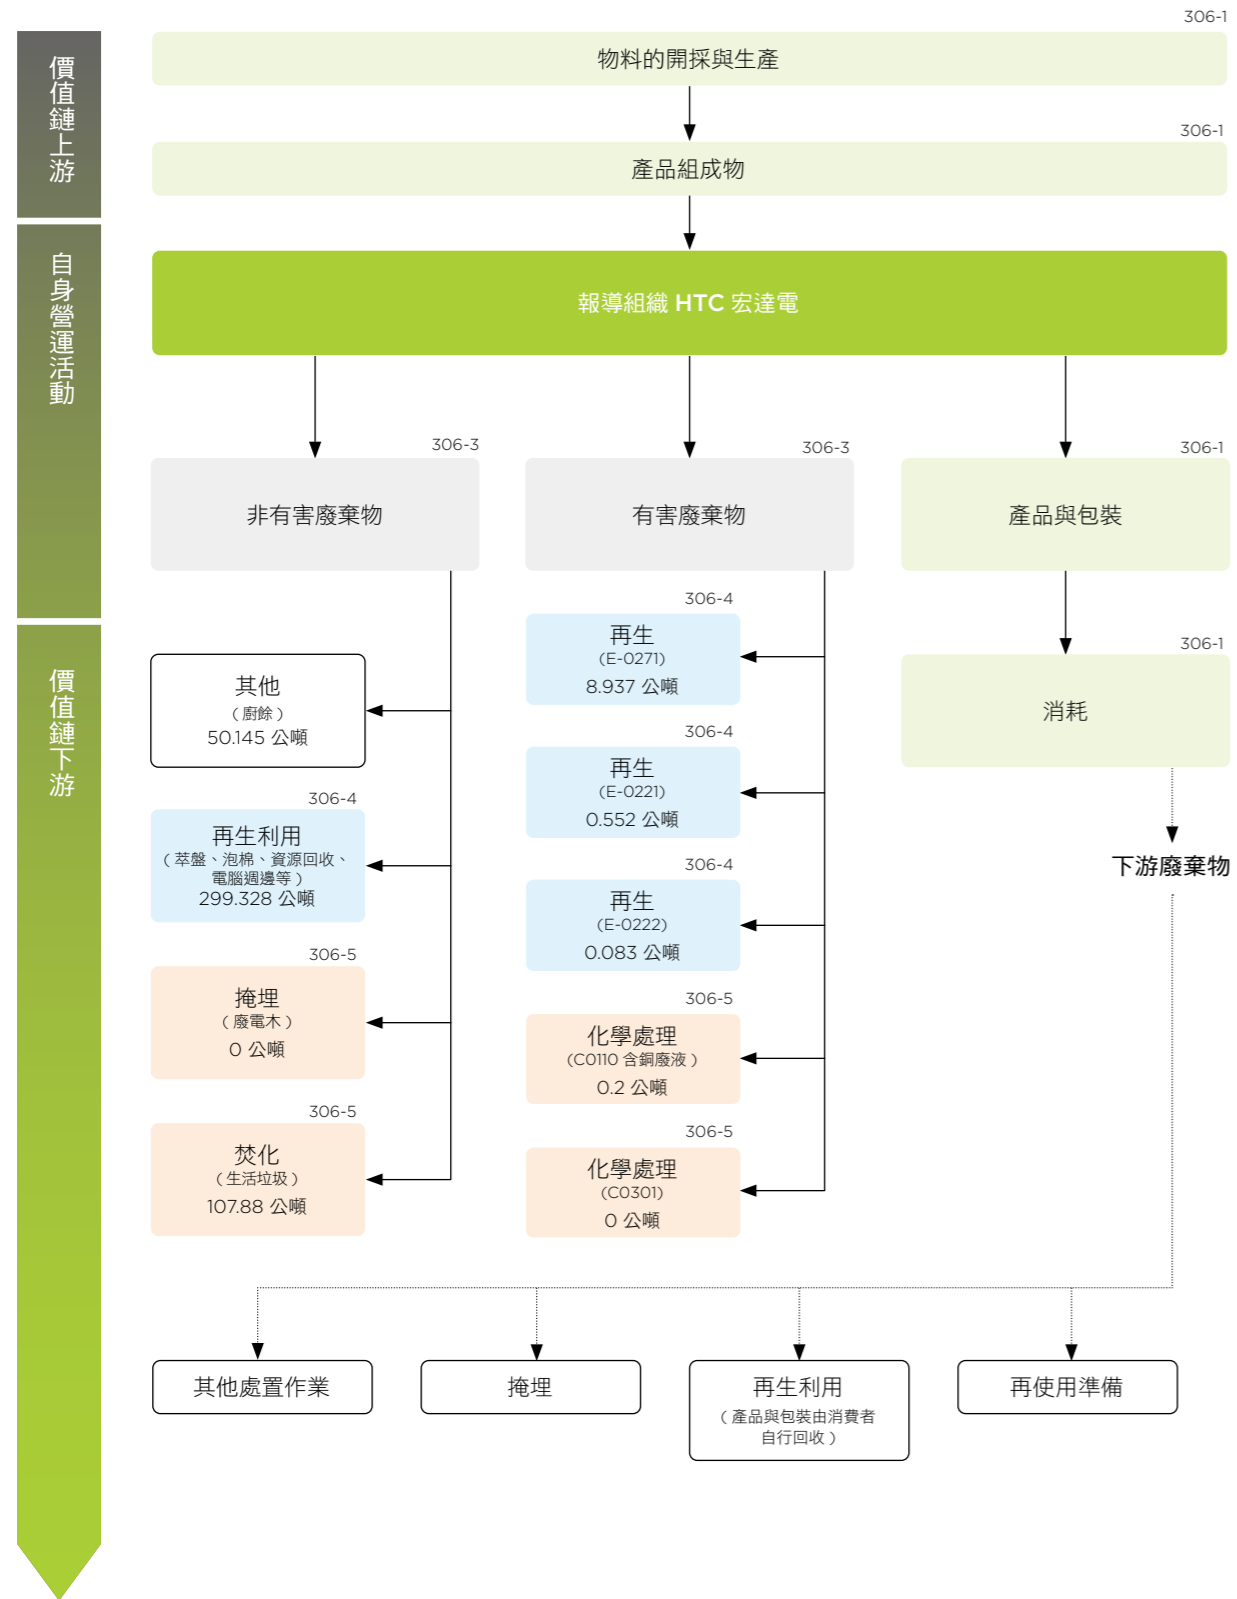 306-1
價值鏈上游
物料的開採與生產
306-1
產品組成物
自身營運活動
報導組織 HTC 宏達電
306-3
非有害廢棄物
306-3
有害廢棄物
306-1
產品與包裝
價值鏈下游
其他
（廚餘）
50.145 公噸
306-4
再生利用
（萃盤、泡棉、資源回收、
電腦週邊等）
299.328 公噸
306-5
掩埋
（廢電木）
0 公噸
306-5
焚化
（生活垃圾）
107.88 公噸
306-4
再生
(E-0271)
8.937 公噸
306-4
再生
(E-0221)
0.552 公噸
306-4
再生
(E-0222)
0.083 公噸
306-5
化學處理
(C0110 含銅廢液）
0.2 公噸
306-5
化學處理
(C0301)
0 公噸
306-1
消耗
下游廢棄物
其他處置作業
掩埋
再生利用
（產品與包裝由消費者
自行回收）
再使用準備